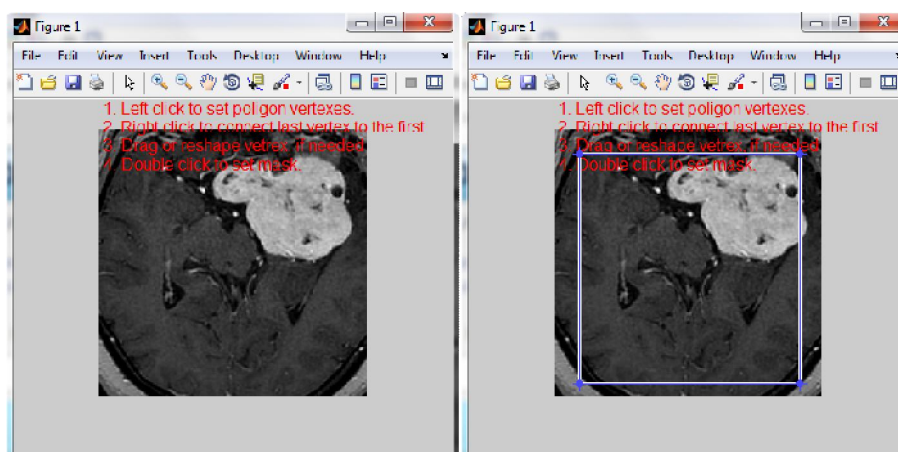 Figure 1
File Edit View Insert Tools Desktop Window Help
1. Left click to set poligon vertexes.
2. Right click to connect last vertex to the first
3. Drag or reshape vetrex, if needed
4. Double click to set mask.
Figure 1
File Edit View Insert Tools Desktop Window Help
1. Left click to set poligon vertexes.
2. Right click to connect last vertex to the first
3. Drag or reshape vetrex, if needed
4. Double click to set mask.